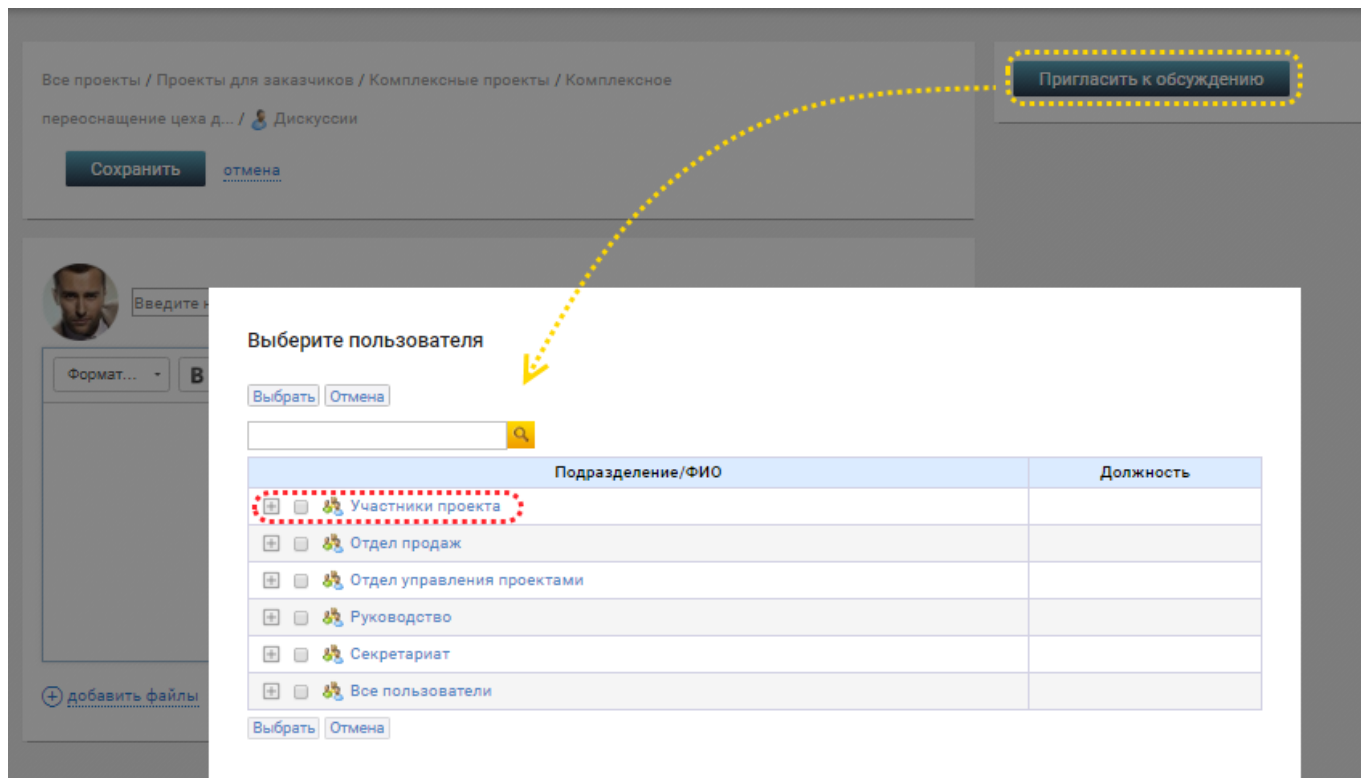 Все проекты / Проекты для заказчиков / Комплексные проекты / Комплексное
переоснащение цеха д... / Дискуссии
Сохранить отмена
Пригласить к обсуждению
Введите
Формат... B
добавить файлы
Выберите пользователя
Выбрать Отмена
Подразделение/ФИО Должность
Участники проекта
Отдел продаж
Отдел управления проектами
Руководство
Секретариат
Все пользователи
Выбрать Отмена